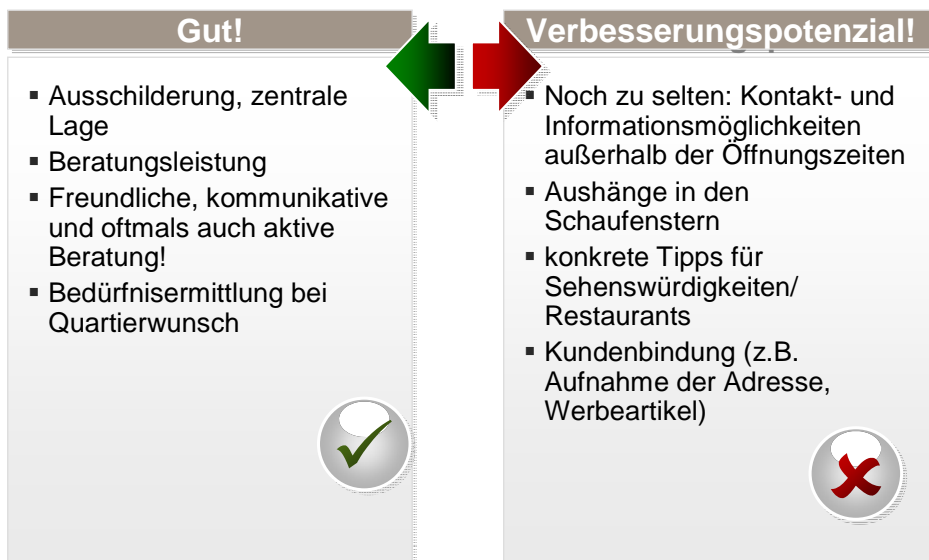 Gut!
▪ Ausschilderung, zentrale
Lage
▪ Beratungsleistung
▪ Freundliche, kommunikative
und oftmals auch aktive
Beratung!
▪ Bedürfnisermittlung bei
Quartierwunsch
Verbesserungspotenzial!
▪ Noch zu selten: Kontakt- und
Informationsmöglichkeiten
außerhalb der Öffnungszeiten
▪ Aushänge in den
Schaufenstern
▪ konkrete Tipps für
Sehenswürdigkeiten/
Restaurants
▪ Kundenbindung (z.B.
Aufnahme der Adresse,
Werbeartikel)